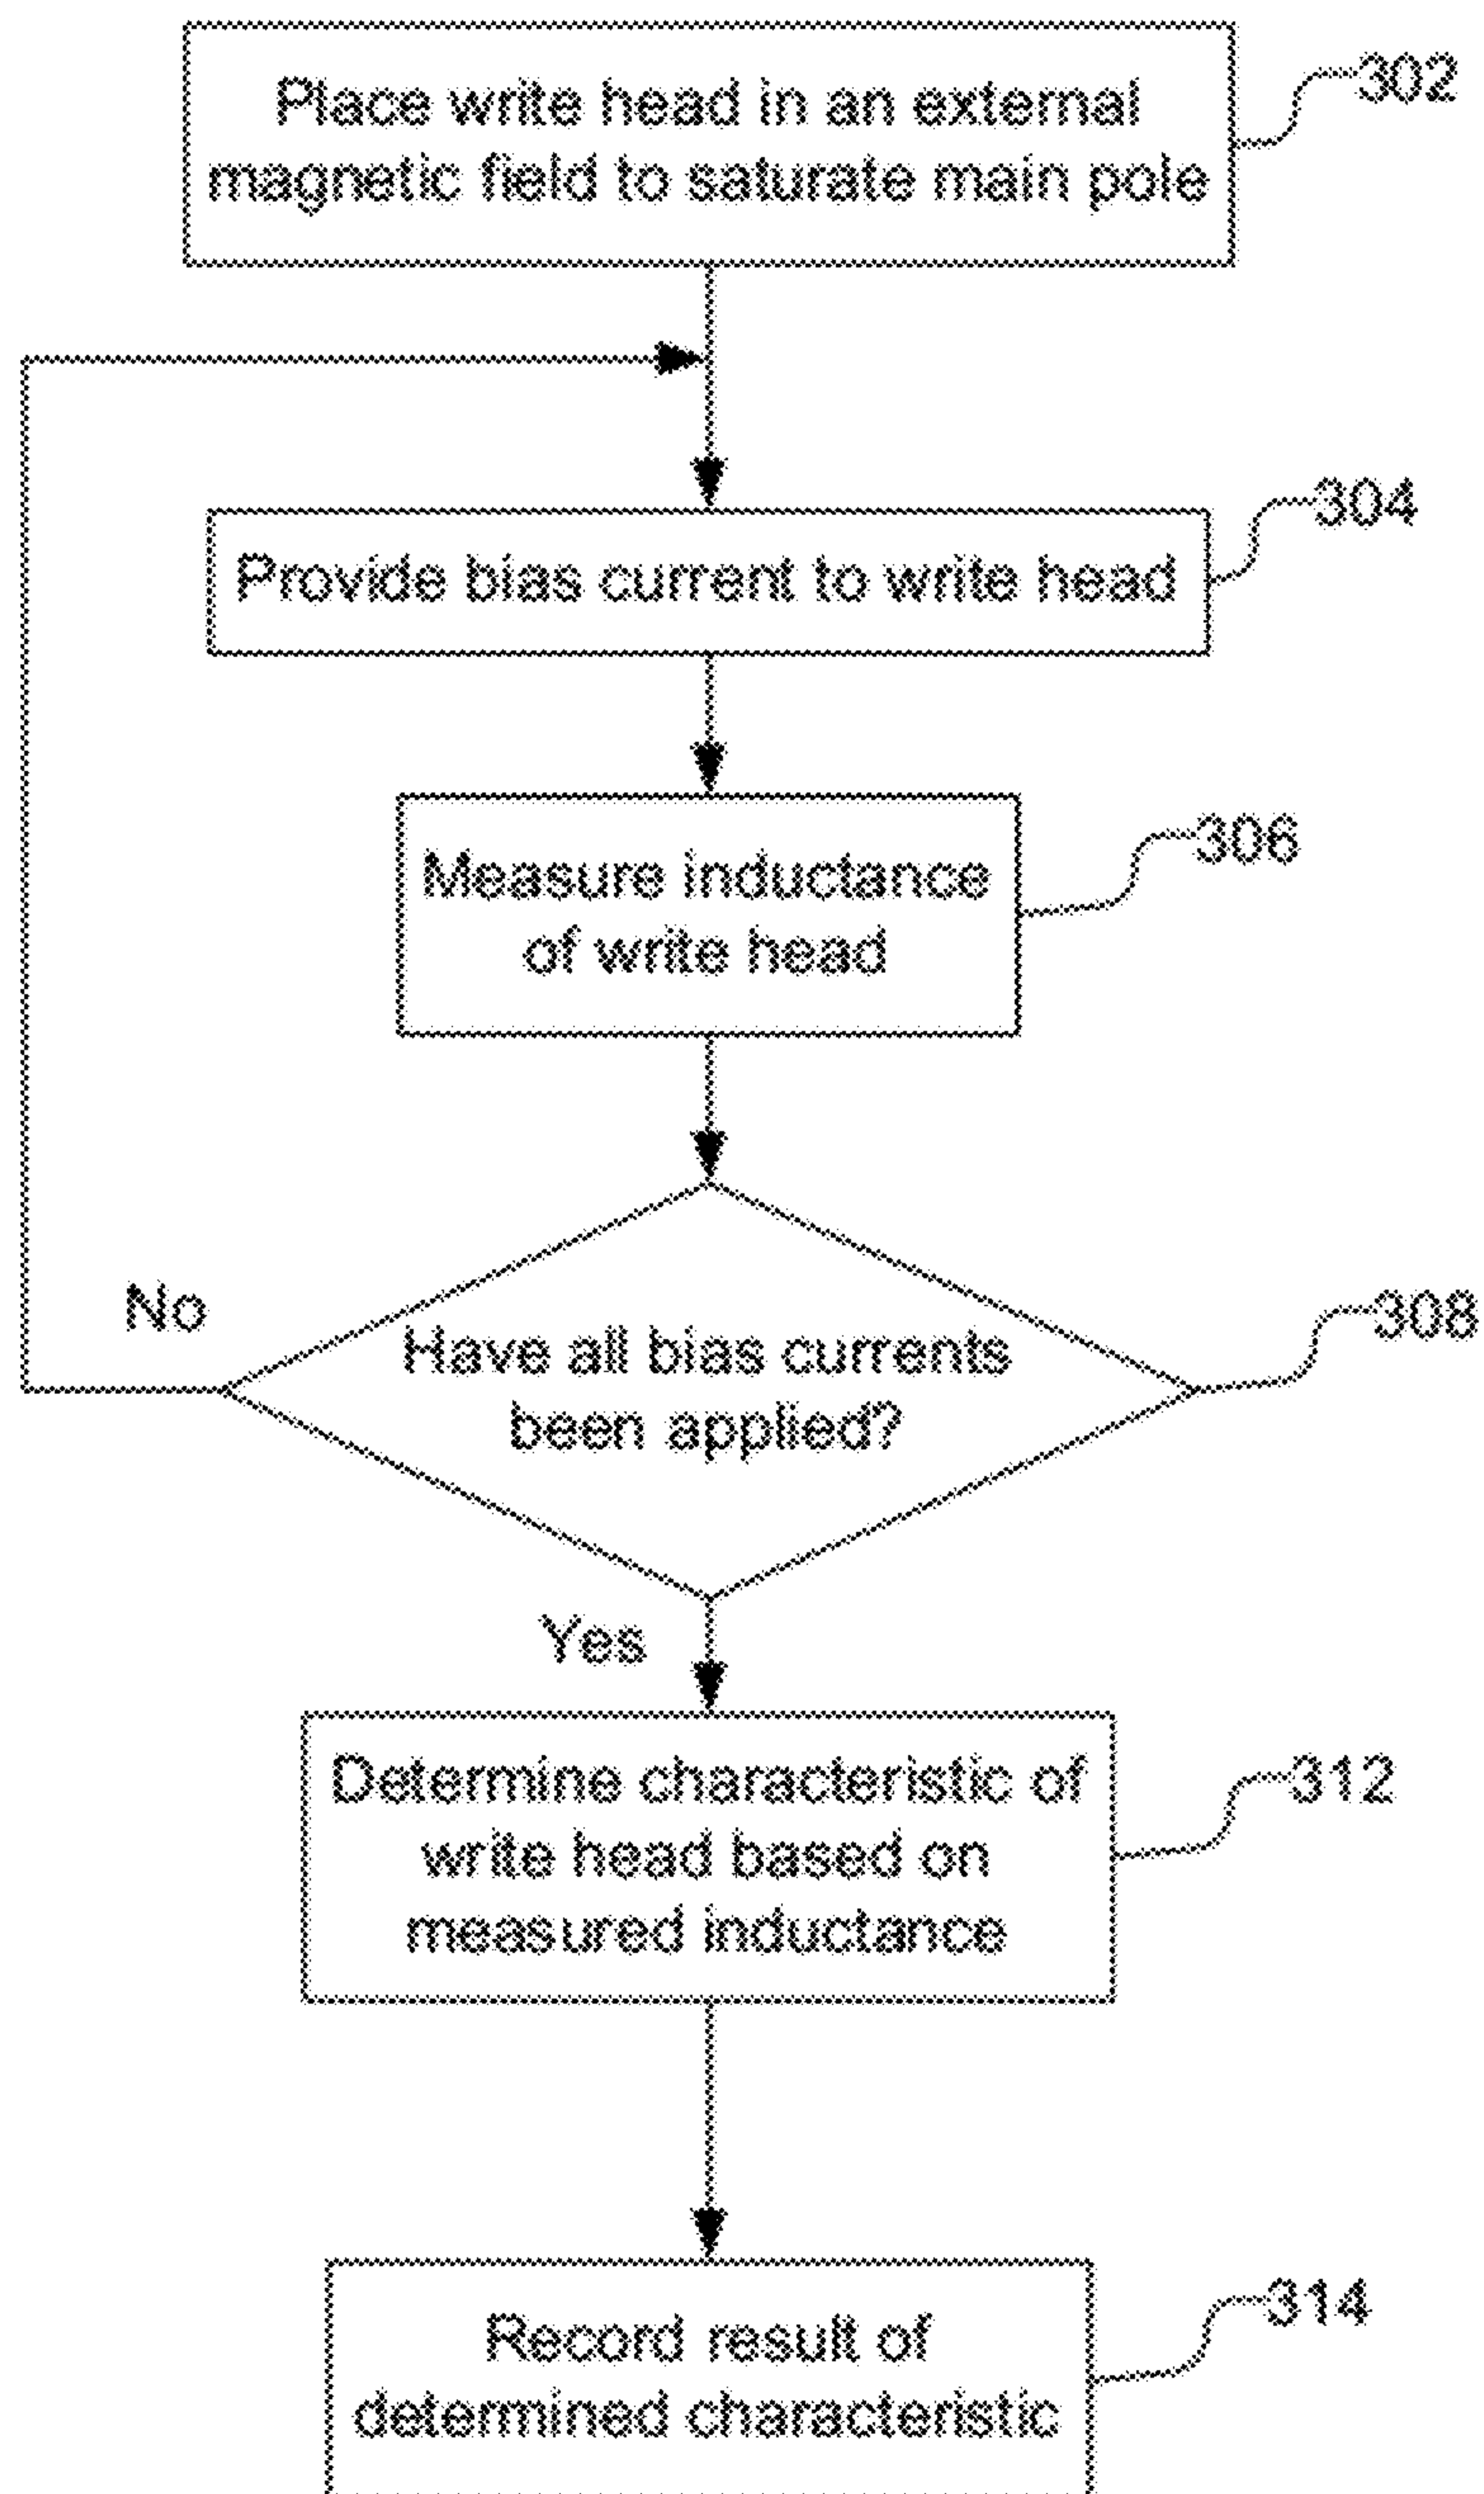 Place write head in an external
magnetic field to saturate main pole
302
Provide bias current to write head
304
Measure inductance
of write head
306
No
Have all bias currents
been applied?
308
Yes
Determine characteristic of
write head based on
measured inductance
312
Record result of
determined characteristic
314